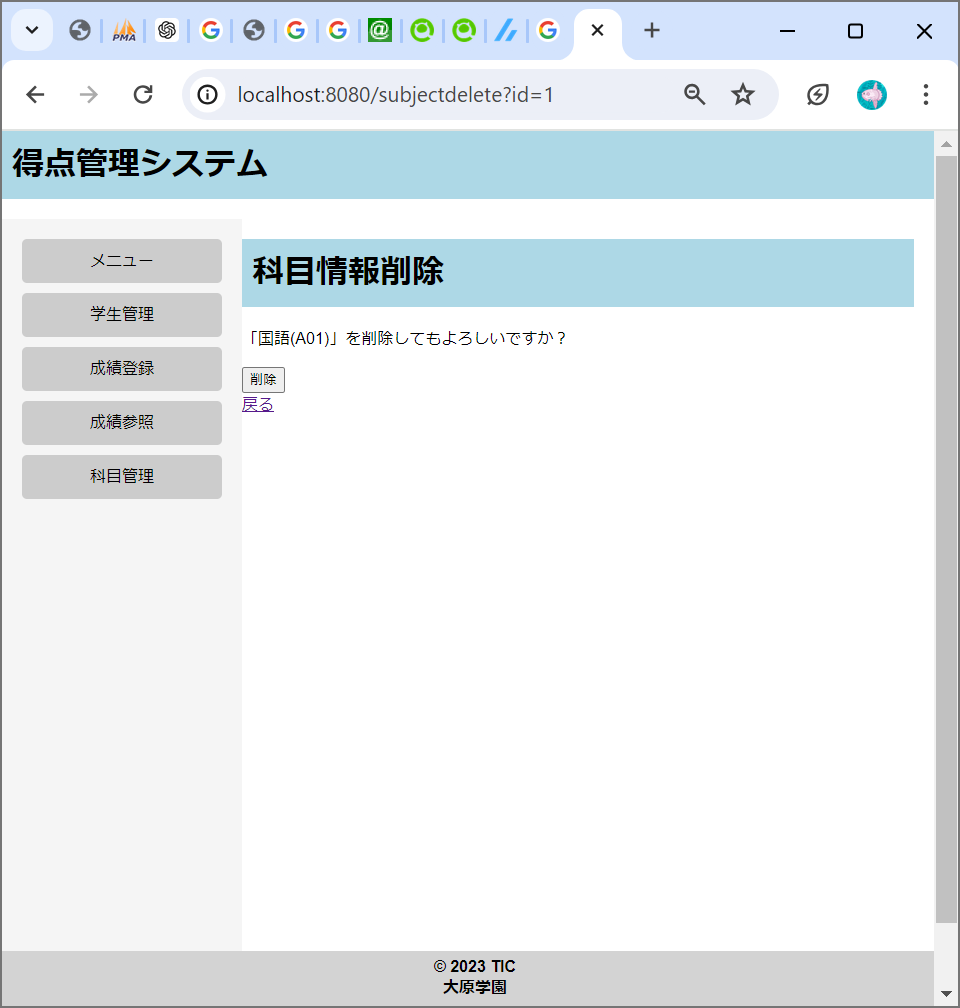 PMA
localhost:8080/subjectdelete?id=1
得点管理システム
メニュー
学生管理
成績登録
成績参照
科目管理
科目情報削除
「国語(A01)」を削除してもよろしいですか？
削除
戻る
© 2023 TIC
大原学園